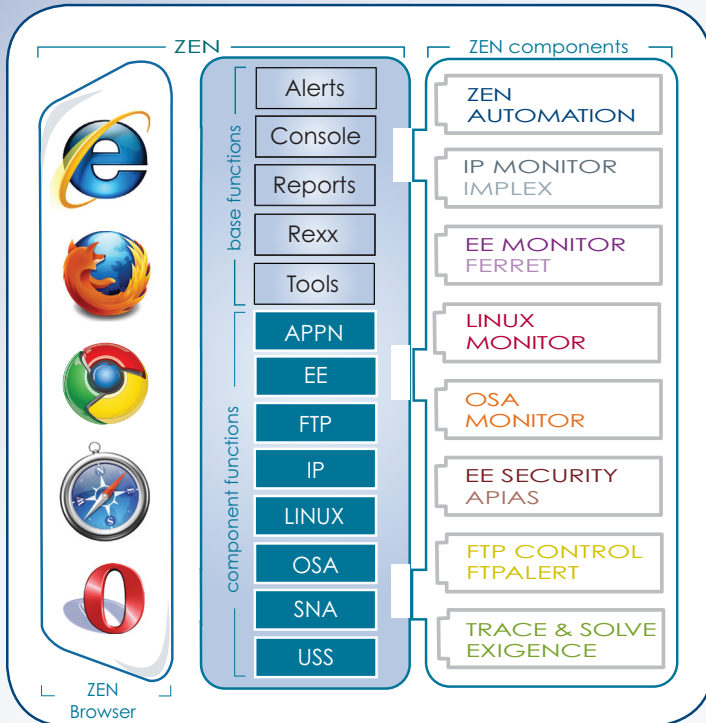 ZEN
ZEN components
base functions
Alerts
Console
Reports
Rexx
Tools
component functions
APPN
EE
FTP
IP
LINUX
OSA
SNA
USS
ZEN
AUTOMATION
IP MONITOR
IMPLEX
EE MONITOR
FERRET
LINUX
MONITOR
OSA
MONITOR
EE SECURITY
APIAS
FTP CONTROL
FTPALERT
TRACE & SOLVE
EXIGENCE
ZEN
Browser